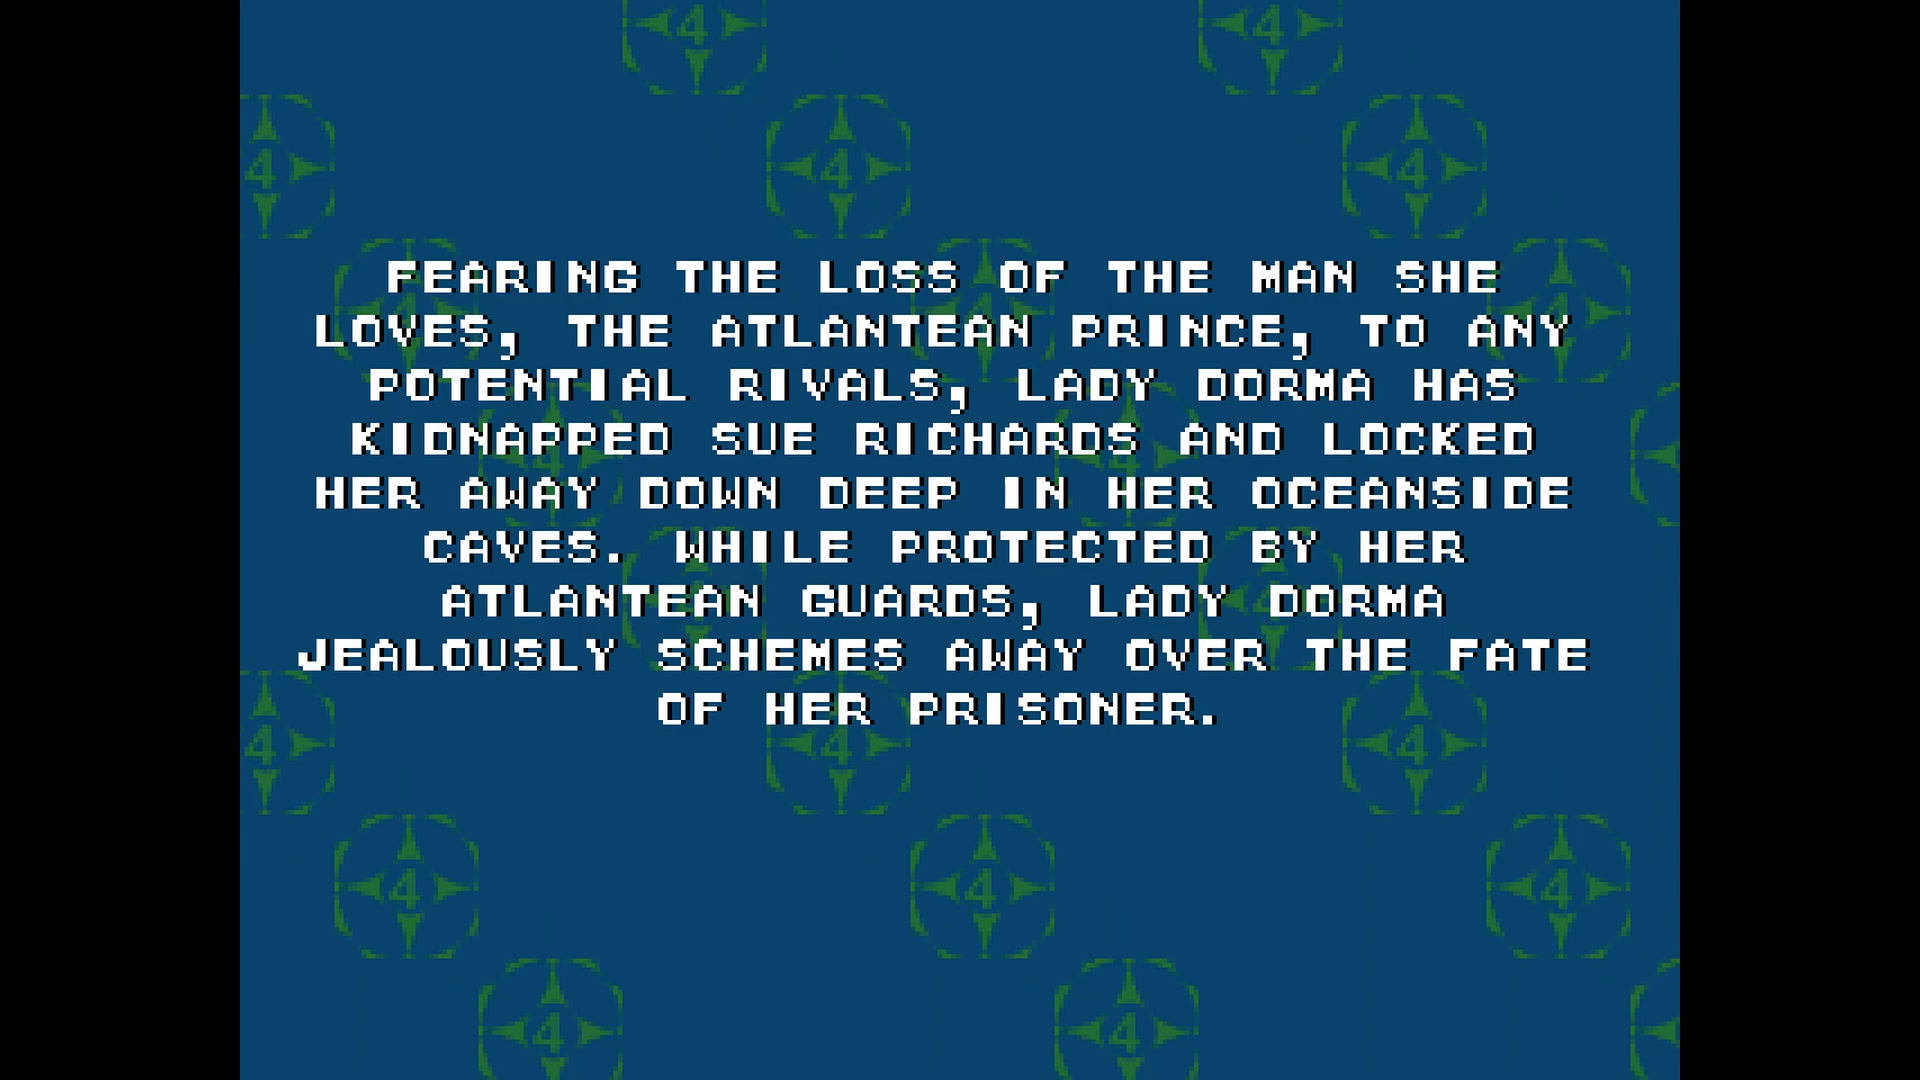 FEARING THE LOSS OF THE MAN SHE
LOVES, THE ATLANTEAN PRINCE, TO ANY
POTENTIAL RIVALS, LADY DORMA HAS
KIDNAPPED SUE RICHARDS AND LOCKED
HER AWAY DOWN DEEP IN HER OCEANSIDE
CAVES. WHILE PROTECTED BY HER
ATLANTEAN GUARDS, LADY DORMA
JEALOUSLY SCHEMES AWAY OVER THE FATE
OF HER PRISONER.